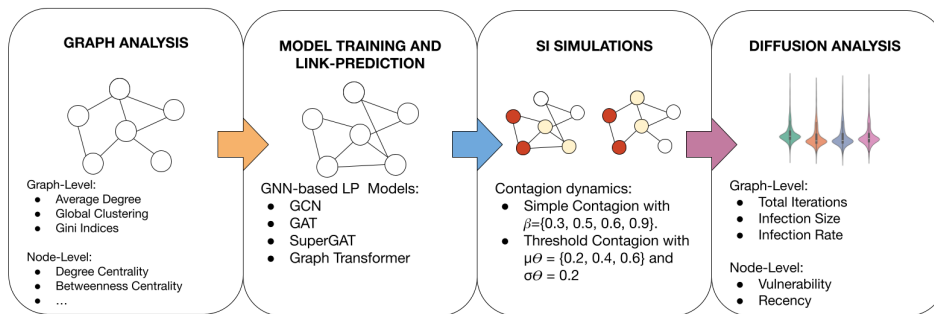 GRAPH ANALYSIS
Graph-Level:
● Average Degree
● Global Clustering
● Gini Indices
Node-Level:
● Degree Centrality
● Betweenness Centrality
● ...
MODEL TRAINING AND
LINK-PREDICTION
GNN-based LP Models:
● GCN
● GAT
● SuperGAT
● Graph Transformer
SI SIMULATIONS
Contagion dynamics:
● Simple Contagion with
β={0.3, 0.5, 0.6, 0.9}.
● Threshold Contagion with
μΘ = {0.2, 0.4, 0.6} and
σΘ = 0.2
DIFFUSION ANALYSIS
Graph-Level:
● Total Iterations
● Infection Size
● Infection Rate
Node-Level:
● Vulnerability
● Recency